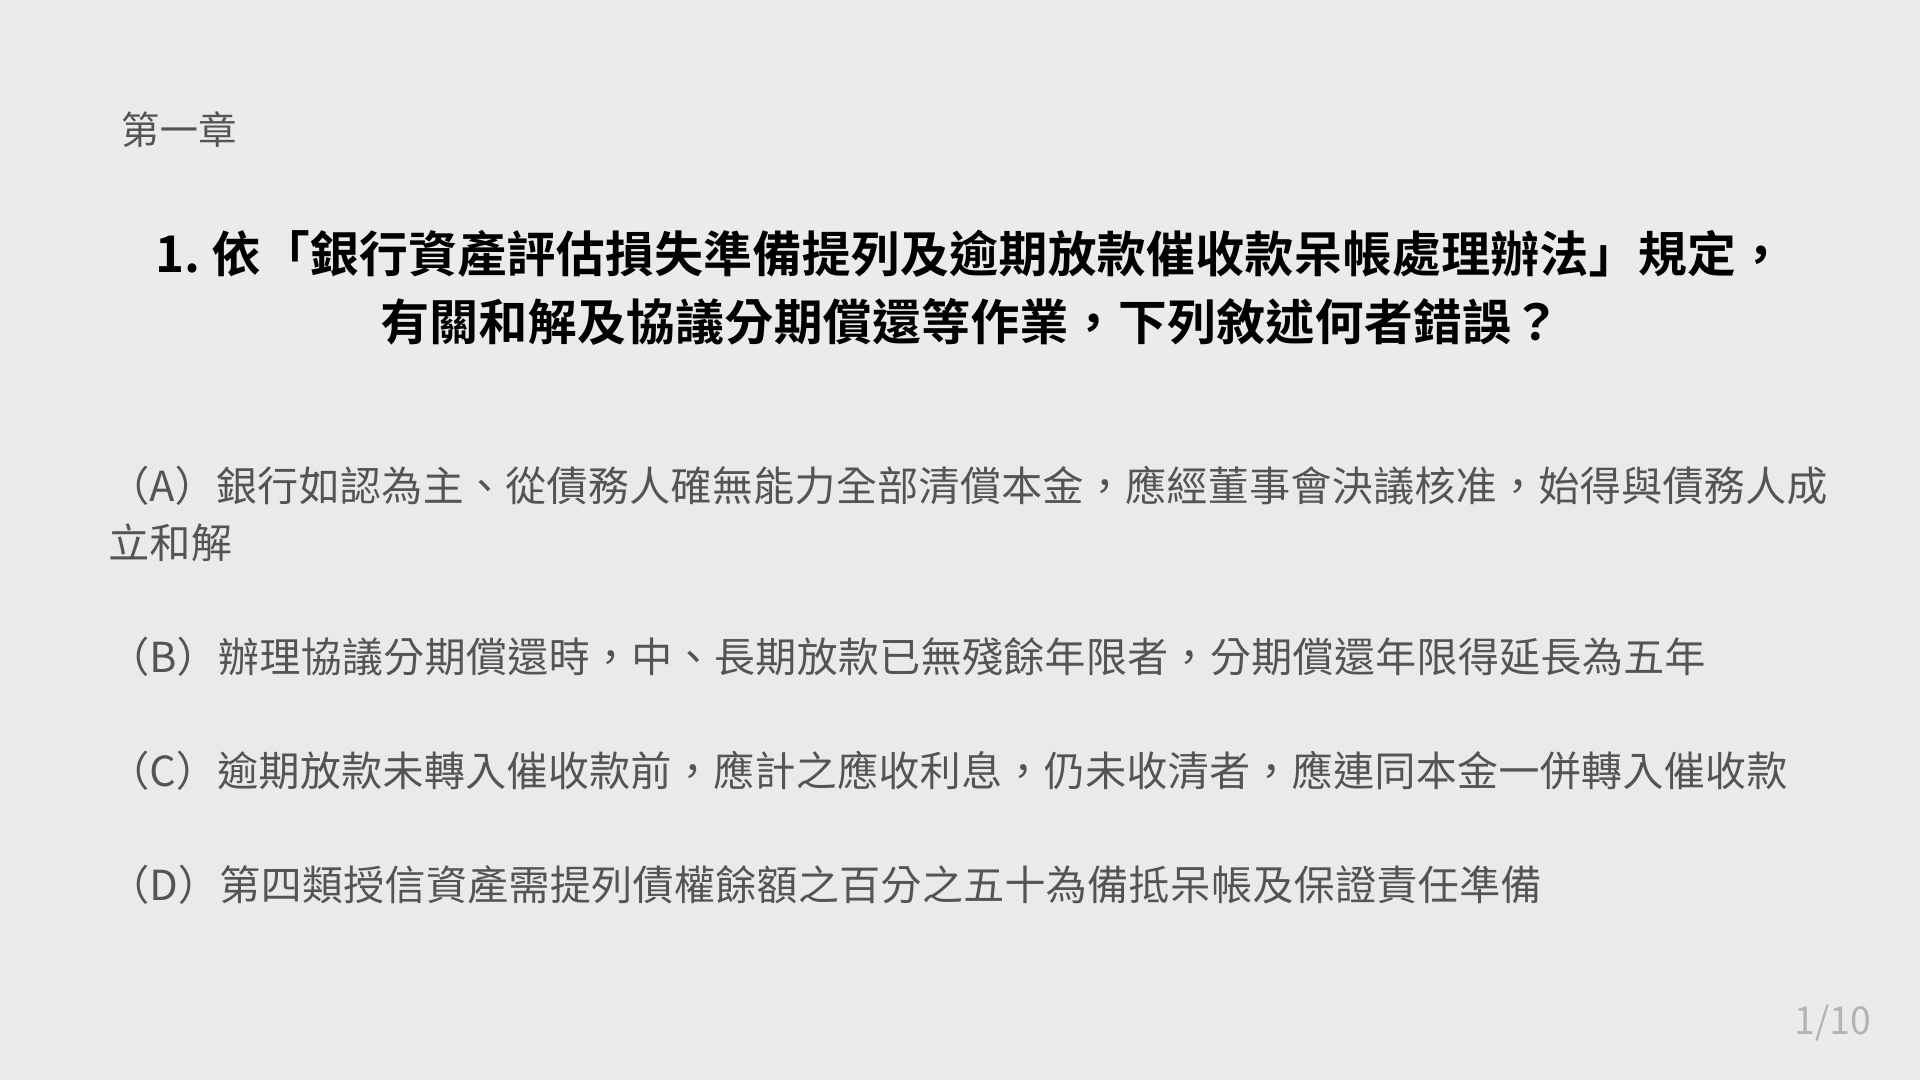 第一章
1. 依「銀行資產評估損失準備提列及逾期放款催收款呆帳處理辦法」規定，
有關和解及協議分期償還等作業，下列敘述何者錯誤？
（A）銀行如認為主、從債務人確無能力全部清償本金，應經董事會決議核准，始得與債務人成
立和解
（B）辦理協議分期償還時，中、長期放款已無殘餘年限者，分期償還年限得延長為五年
（C）逾期放款未轉入催收款前，應計之應收利息，仍未收清者，應連同本金一併轉入催收款
（D）第四類授信資產需提列債權餘額之百分之五十為備抵呆帳及保證責任準備
1/10